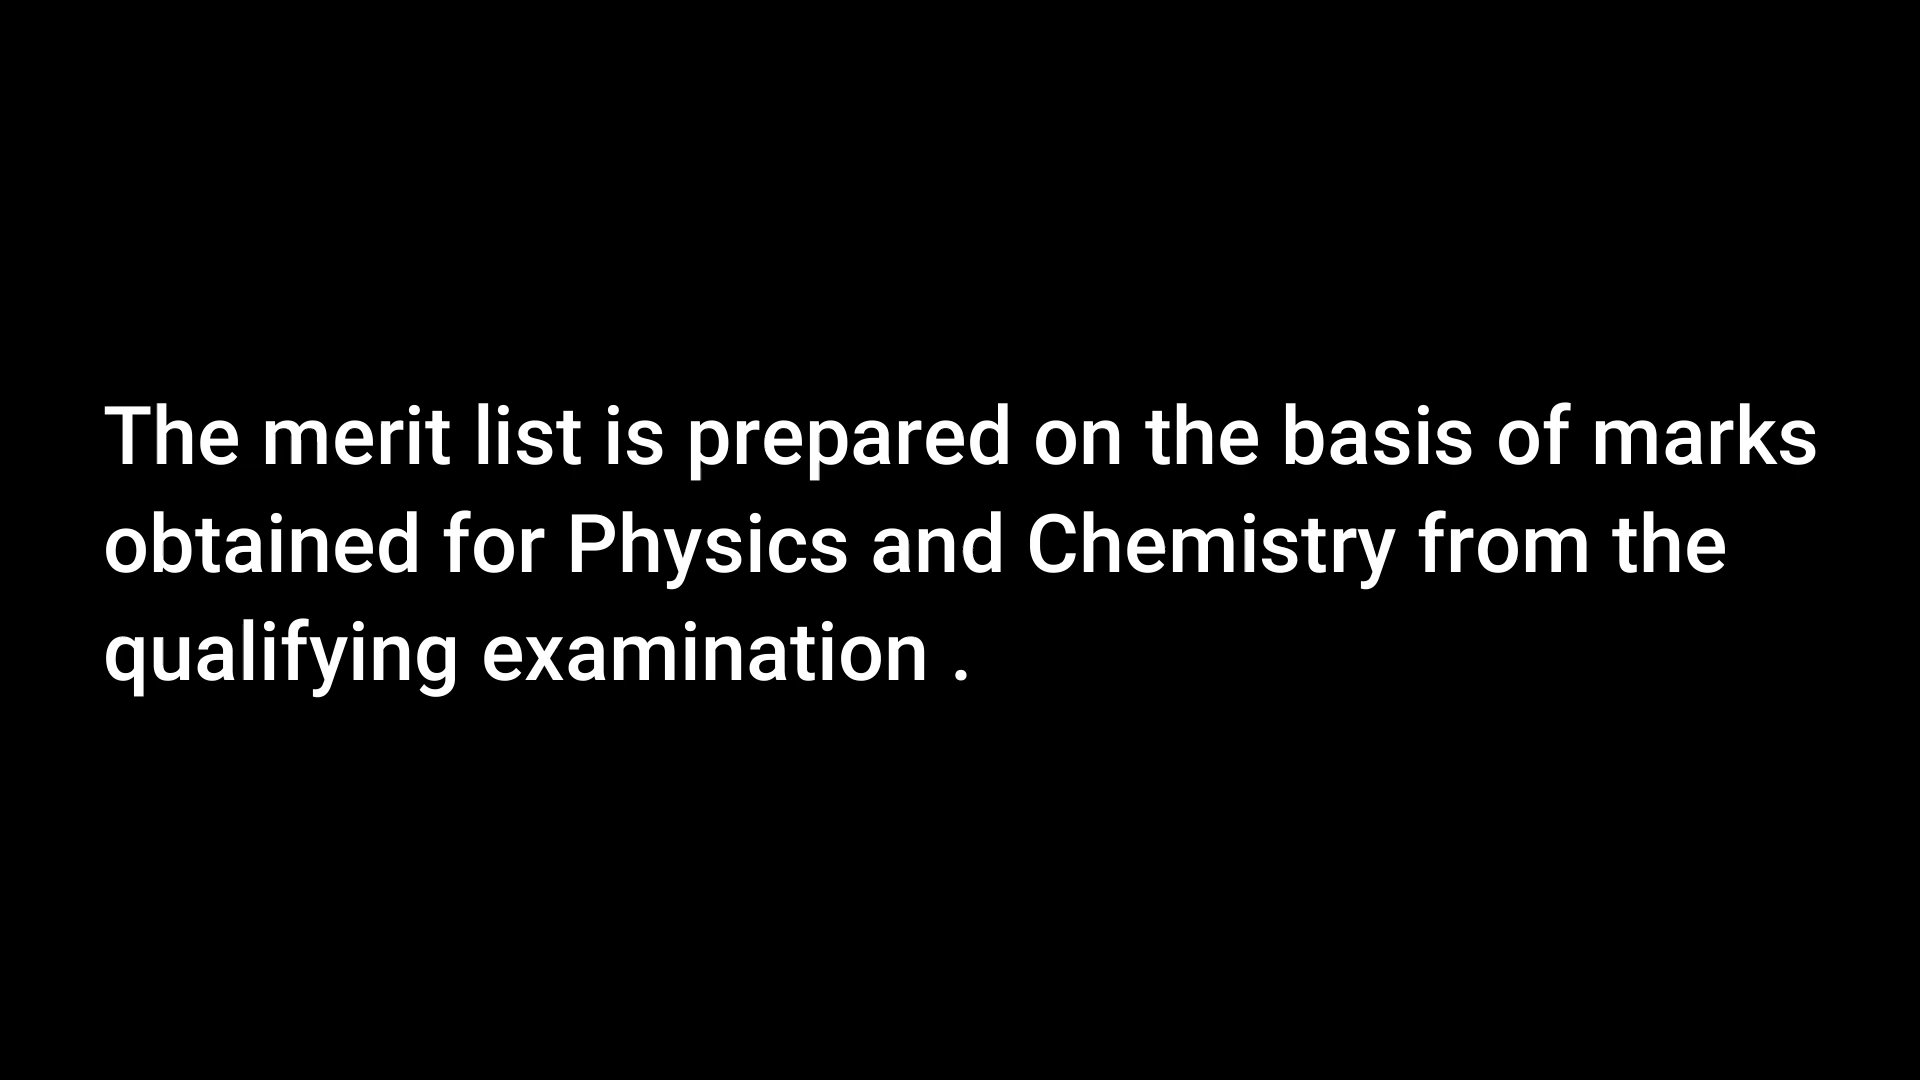 The merit list is prepared on the basis of marks
obtained for Physics and Chemistry from the
qualifying examination .